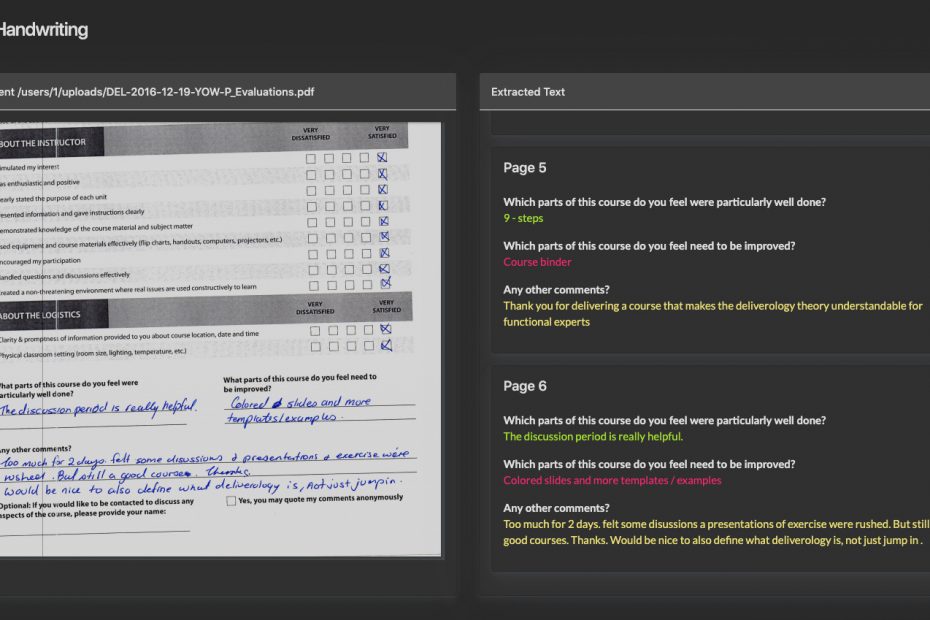 Handwriting
ent /users/1/uploads/DEL-2016-12-19-YOW-P_Evaluations.pdf
BOUT THE INSTRUCTOR
VERY DISSATISFIED
VERY SATISFIED
imulated my interest
as enthusiastic and positive
early stated the purpose of each unit
esented information and gave instructions clearly
emonstrated knowledge of the course material and subject matter
sed equipment and course materials effectively (flip charts, handouts, computers, projectors, etc.)
ncouraged my participation
andled questions and discussions effectively
reated a non-threatening environment where real issues are used constructively to learn
ABOUT THE LOGISTICS
VERY DISSATISFIED
VERY SATISFIED
Clarity & promptness of information provided to you about course location, date and time
Physical classroom setting (room size, lighting, temperature, etc.)
hat parts of this course do you feel were
articularly well done?
The discussion period is really helpful.
What parts of this course do you feel need to
be improved?
Colored slides and more
templates/examples.
ny other comments?
Too much for 2 days. felt some disussions & presentations & exercise were
rushed. But still a good course. Thanks.
would be nice to also define what deliverology is, not just jump in.
Optional: If you would like to be contacted to discuss any
spects of the course, please provide your name:
Yes, you may quote my comments anonymously
Extracted Text
Page 5
Which parts of this course do you feel were particularly well done?
9 - steps
Which parts of this course do you feel need to be improved?
Course binder
Any other comments?
Thank you for delivering a course that makes the deliverology theory understandable for
functional experts
Page 6
Which parts of this course do you feel were particularly well done?
The discussion period is really helpful.
Which parts of this course do you feel need to be improved?
Colored slides and more templates / examples
Any other comments?
Too much for 2 days. felt some disussions a presentations of exercise were rushed. But still
good courses. Thanks. Would be nice to also define what deliverology is, not just jump in .